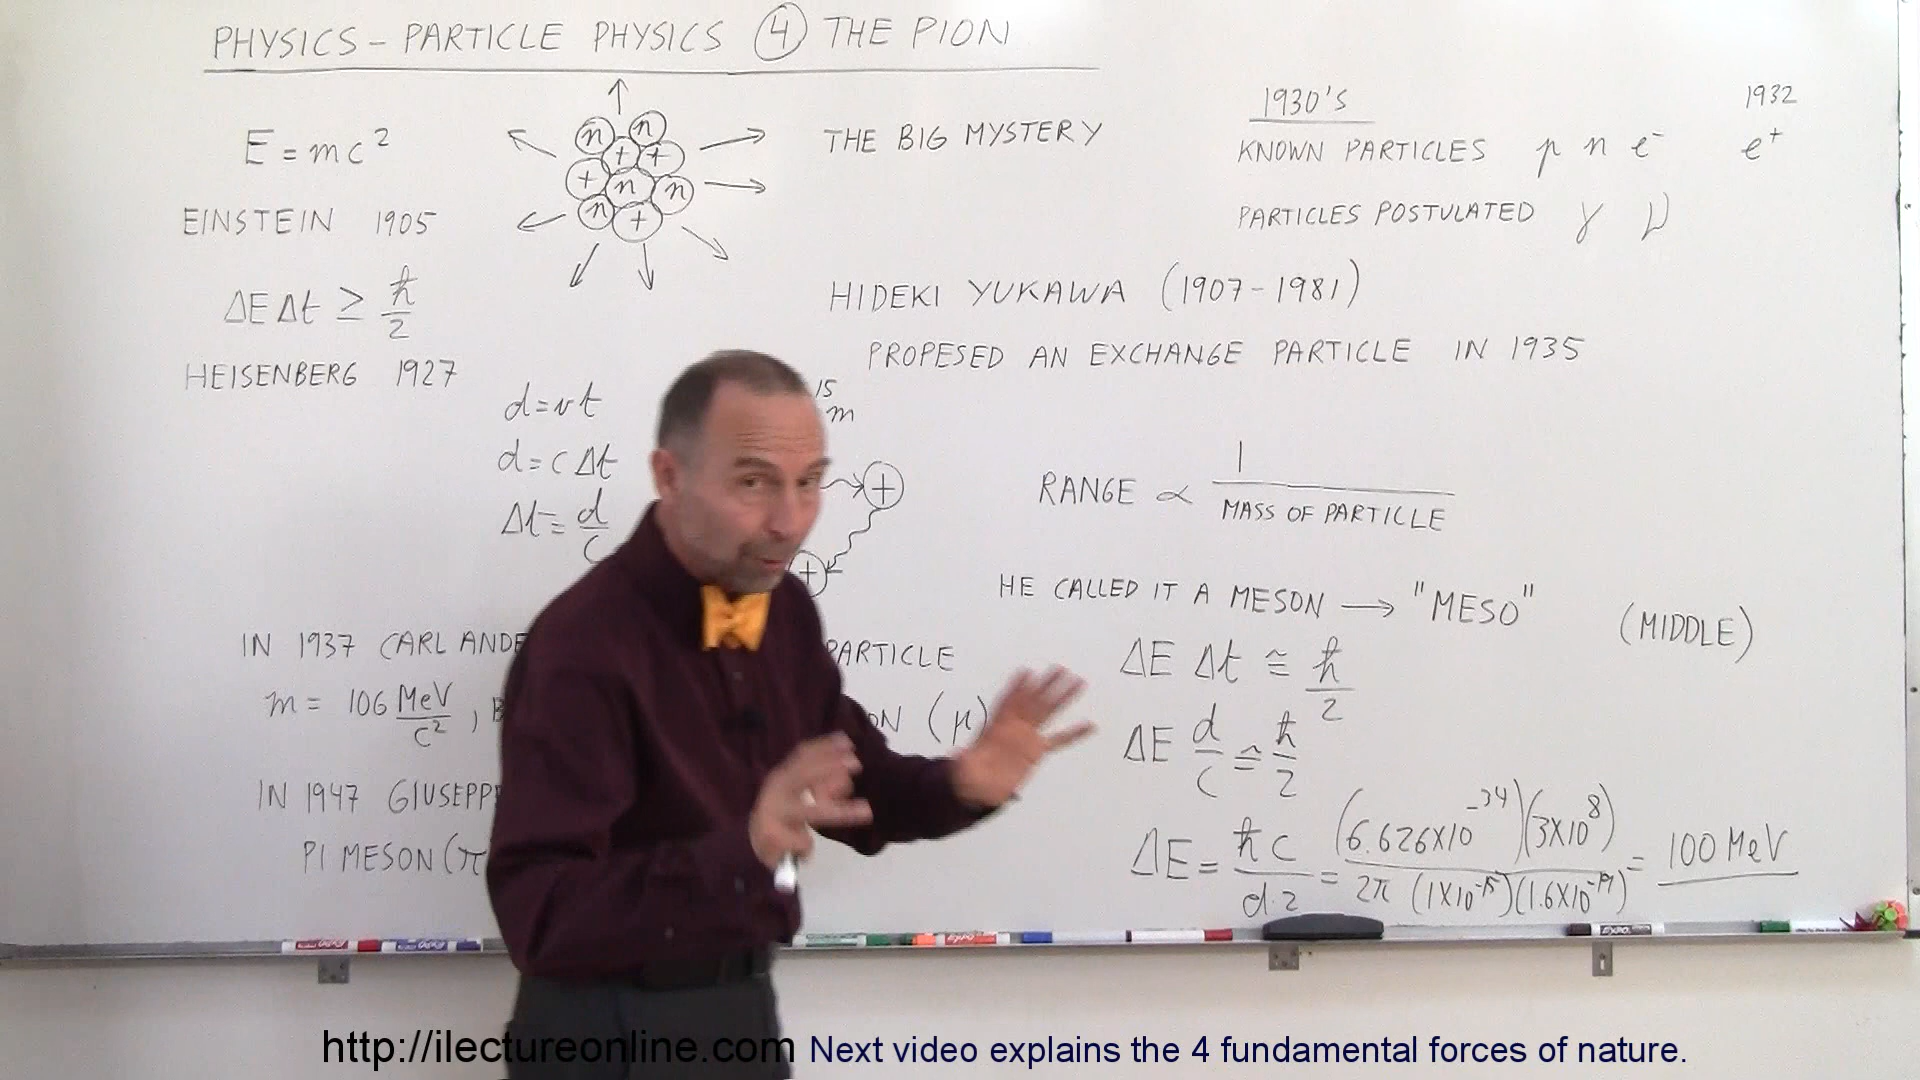 PHYSICS - PARTICLE PHYSICS ④ THE PION
E = mc²
EINSTEIN 1905
ΔE Δt ≥ ħ/2
HEISENBERG 1927
n n
+ +
+ n n
n +
THE BIG MYSTERY
1930'S 1932
KNOWN PARTICLES p n e⁻ e⁺
PARTICLES POSTULATED γ ν
HIDEKI YUKAWA (1907-1981)
PROPESED AN EXCHANGE PARTICLE IN 1935
d = vt
d = c Δt
Δt = d/c
15 m
+
+
RANGE ∝ 1/MASS OF PARTICLE
HE CALLED IT A MESON → "MESO" (MIDDLE)
ΔE Δt ≅ ħ/2
ΔE d/c ≅ ħ/2
ΔE = ħc/d·2 = (6.626X10⁻³⁴)(3X10⁸)/2π (1X10⁻¹⁵)(1.6X10⁻¹⁹) = 100 MeV
IN 1937 CARL PARTICLE
m = 106 MeV/c², (μ)
IN 1947
PI MESON (π
EXPO
http://ilectureonline.com Next video explains the 4 fundamental forces of nature.